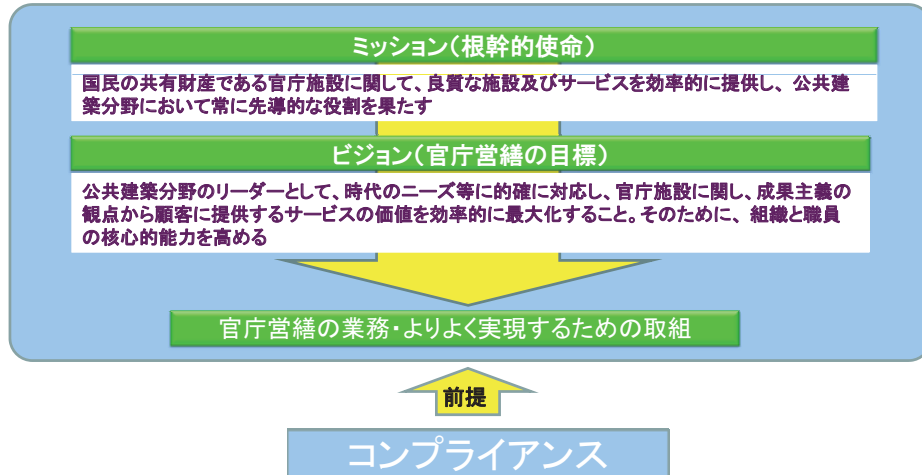 ミッション（根幹的使命）
国民の共有財産である官庁施設に関して、良質な施設及びサービスを効率的に提供し、公共建
築分野において常に先導的な役割を果たす
ビジョン（官庁営繕の目標）
公共建築分野のリーダーとして、時代のニーズ等に的確に対応し、官庁施設に関し、成果主義の
観点から顧客に提供するサービスの価値を効率的に最大化すること。そのために、組織と職員
の核心的能力を高める
官庁営繕の業務・よりよく実現するための取組
前提
コンプライアンス